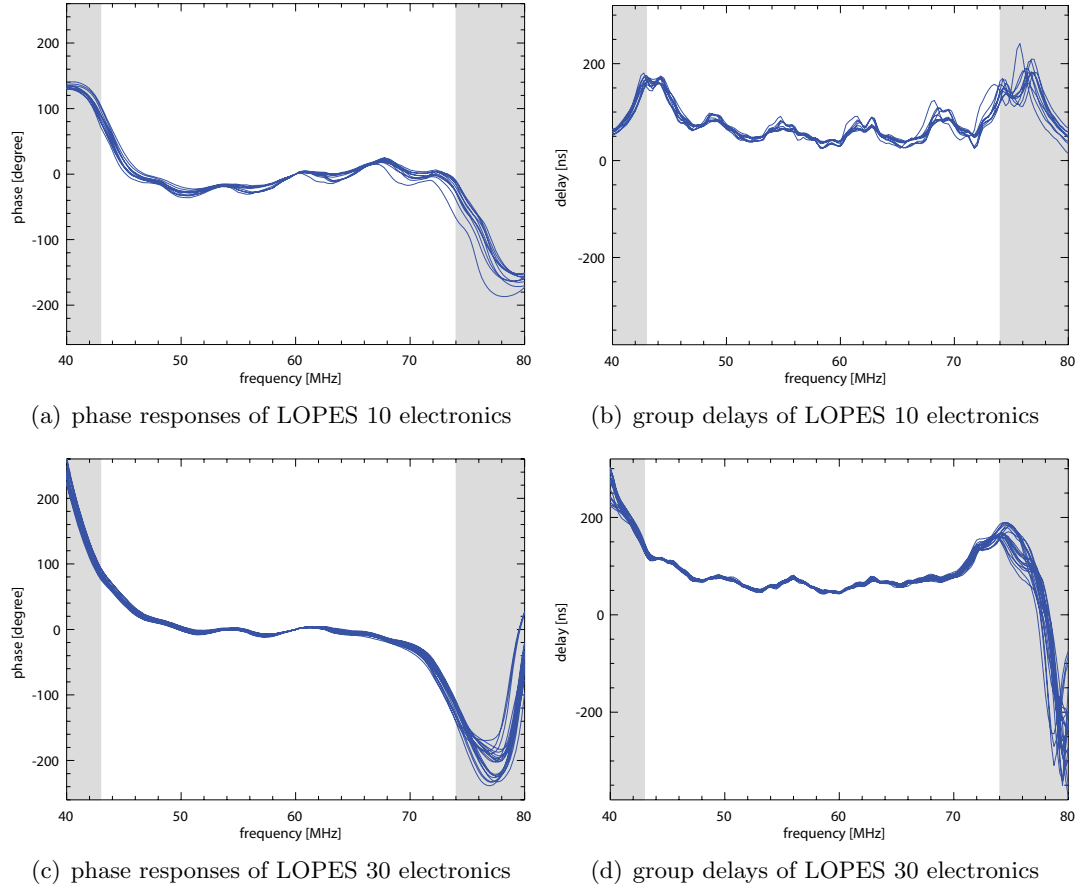 200
100
0
-100
-200
phase [degree]
40 50 60 70 80
frequency [MHz]
(a) phase responses of LOPES 10 electronics
200
0
-200
delay [ns]
40 50 60 70 80
frequency [MHz]
(b) group delays of LOPES 10 electronics
200
100
0
-100
-200
phase [degree]
40 50 60 70 80
frequency [MHz]
(c) phase responses of LOPES 30 electronics
200
0
-200
delay [ns]
40 50 60 70 80
frequency [MHz]
(d) group delays of LOPES 30 electronics